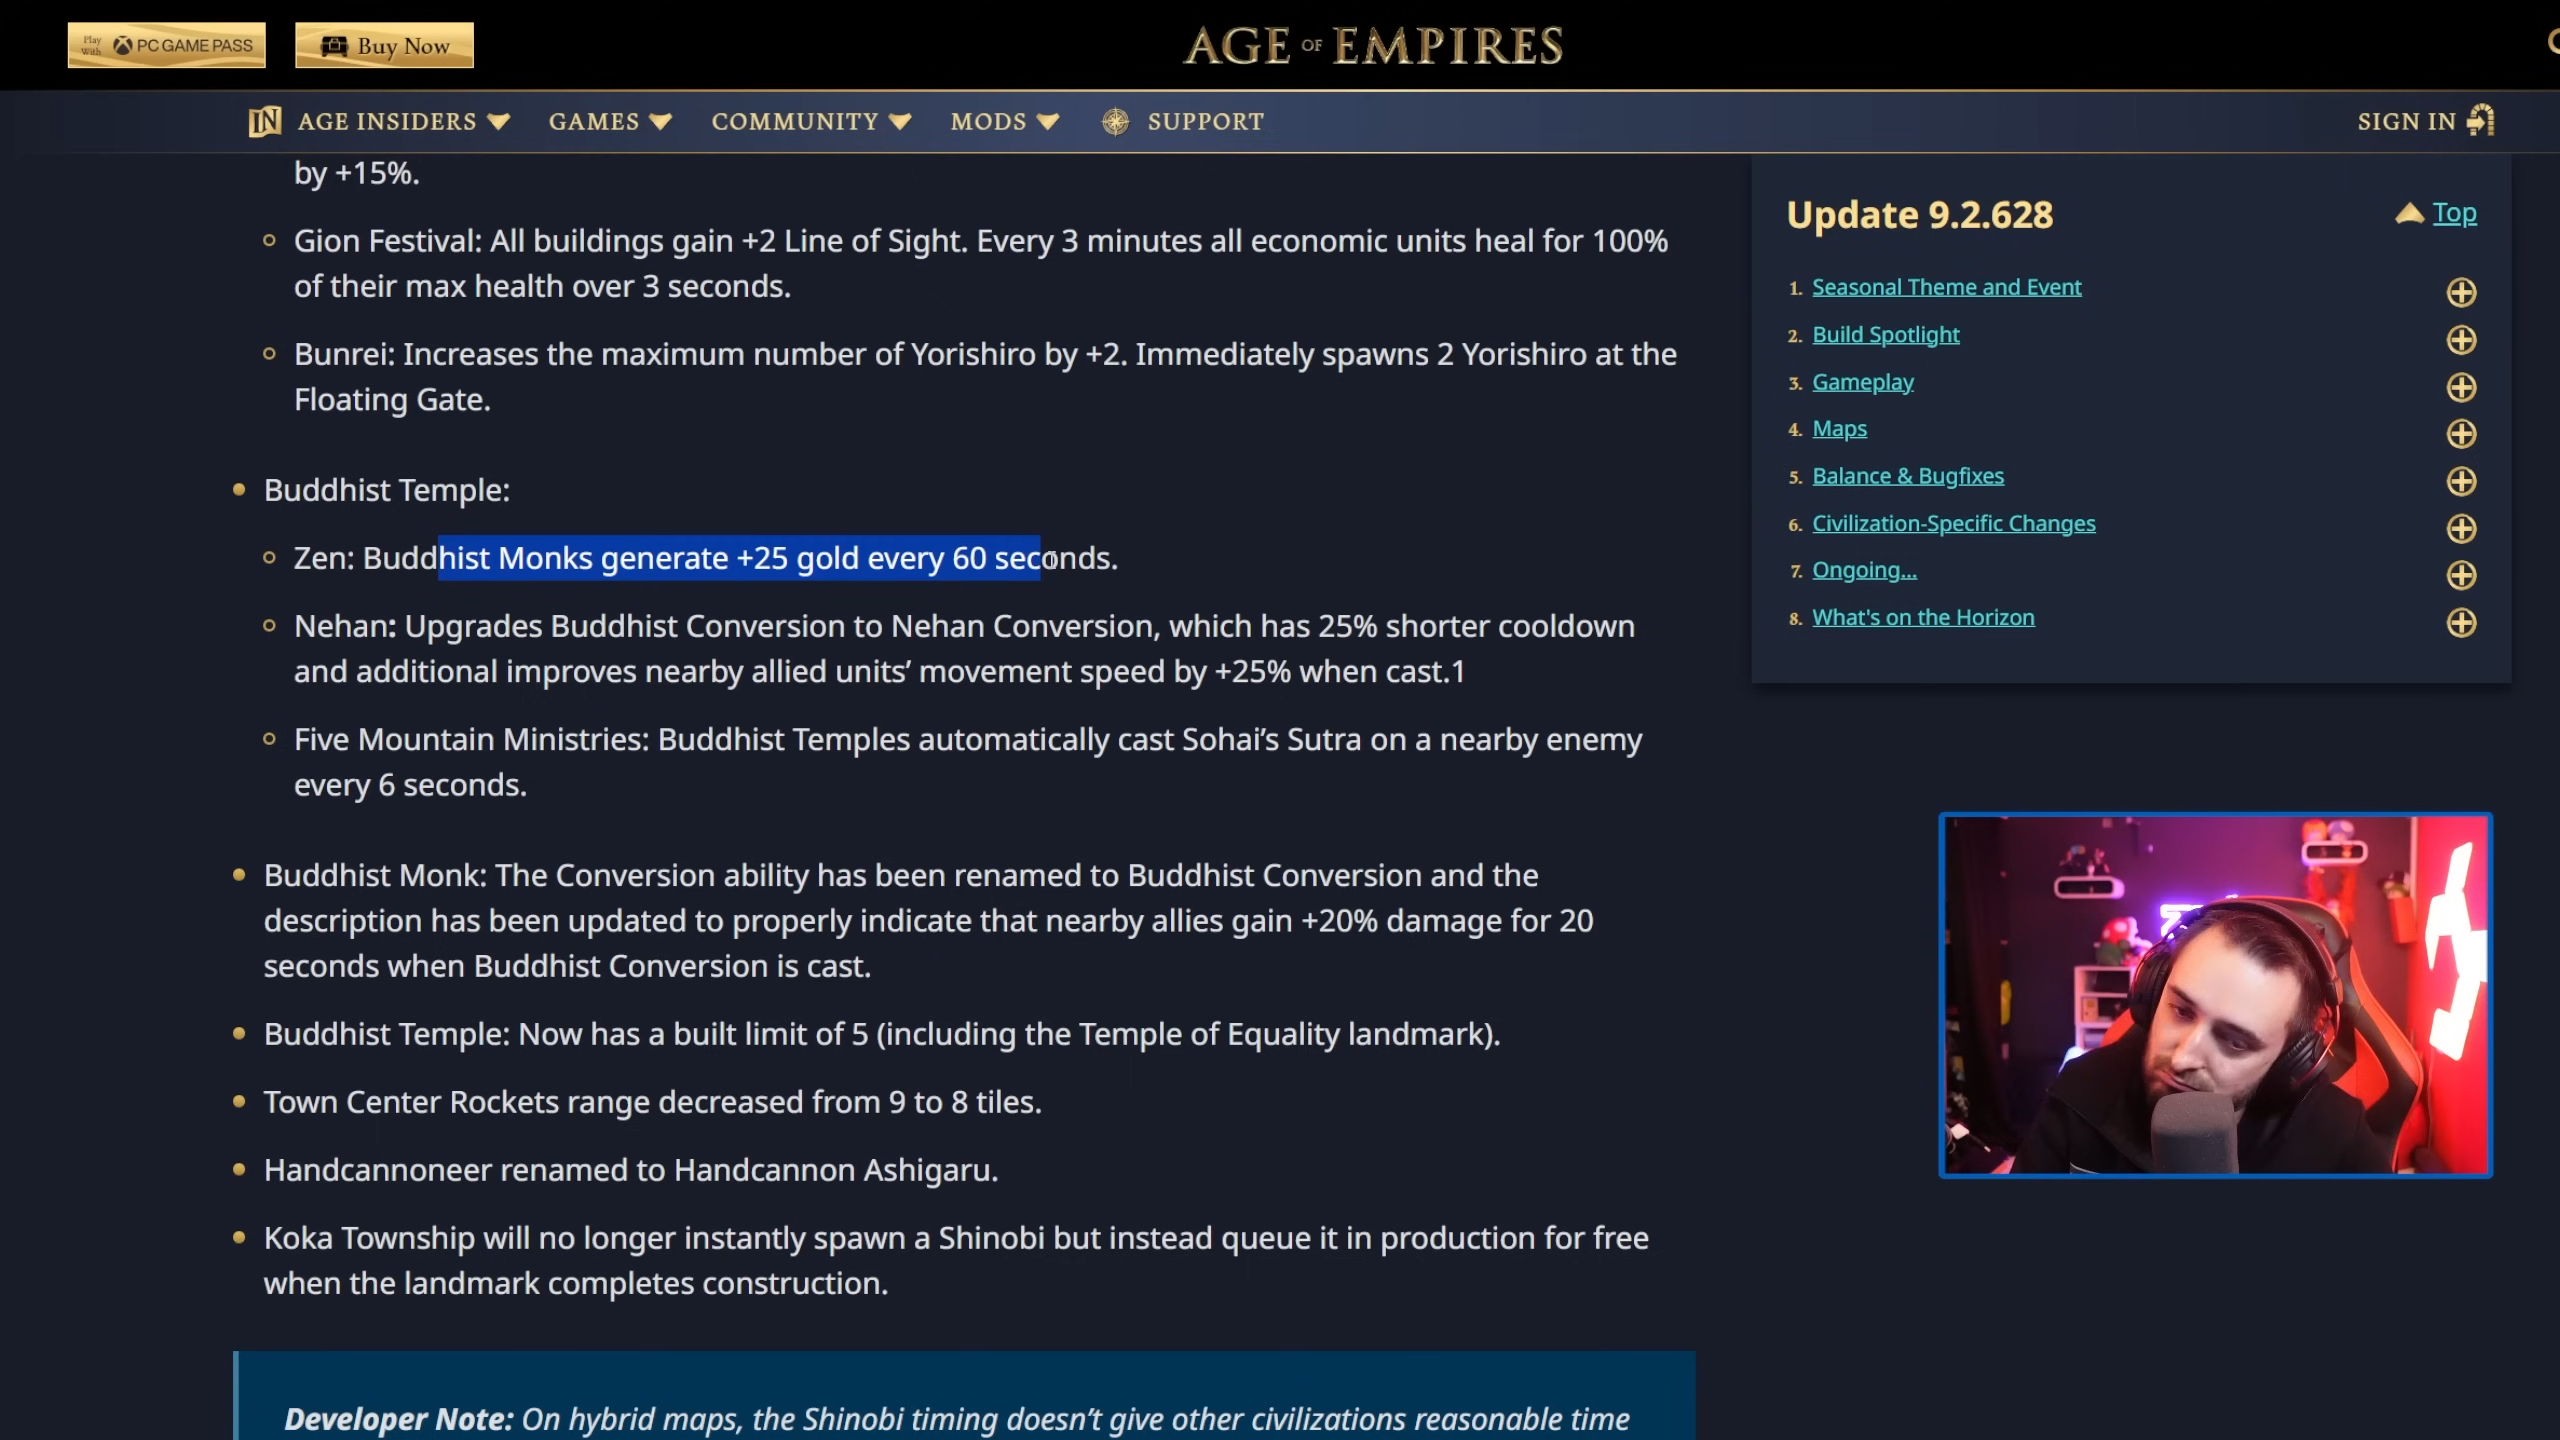 Play With PC GAME PASS
Buy Now
AGE OF EMPIRES
AGE INSIDERS
GAMES
COMMUNITY
MODS
SUPPORT
SIGN IN
by +15%.
Gion Festival: All buildings gain +2 Line of Sight. Every 3 minutes all economic units heal for 100%
of their max health over 3 seconds.
Bunrei: Increases the maximum number of Yorishiro by +2. Immediately spawns 2 Yorishiro at the
Floating Gate.
Buddhist Temple:
Zen: Buddhist Monks generate +25 gold every 60 seconds.
Nehan: Upgrades Buddhist Conversion to Nehan Conversion, which has 25% shorter cooldown
and additional improves nearby allied units’ movement speed by +25% when cast.1
Five Mountain Ministries: Buddhist Temples automatically cast Sohai’s Sutra on a nearby enemy
every 6 seconds.
Buddhist Monk: The Conversion ability has been renamed to Buddhist Conversion and the
description has been updated to properly indicate that nearby allies gain +20% damage for 20
seconds when Buddhist Conversion is cast.
Buddhist Temple: Now has a built limit of 5 (including the Temple of Equality landmark).
Town Center Rockets range decreased from 9 to 8 tiles.
Handcannoneer renamed to Handcannon Ashigaru.
Koka Township will no longer instantly spawn a Shinobi but instead queue it in production for free
when the landmark completes construction.
Developer Note: On hybrid maps, the Shinobi timing doesn’t give other civilizations reasonable time
Update 9.2.628
Top
1. Seasonal Theme and Event
2. Build Spotlight
3. Gameplay
4. Maps
5. Balance & Bugfixes
6. Civilization-Specific Changes
7. Ongoing...
8. What's on the Horizon